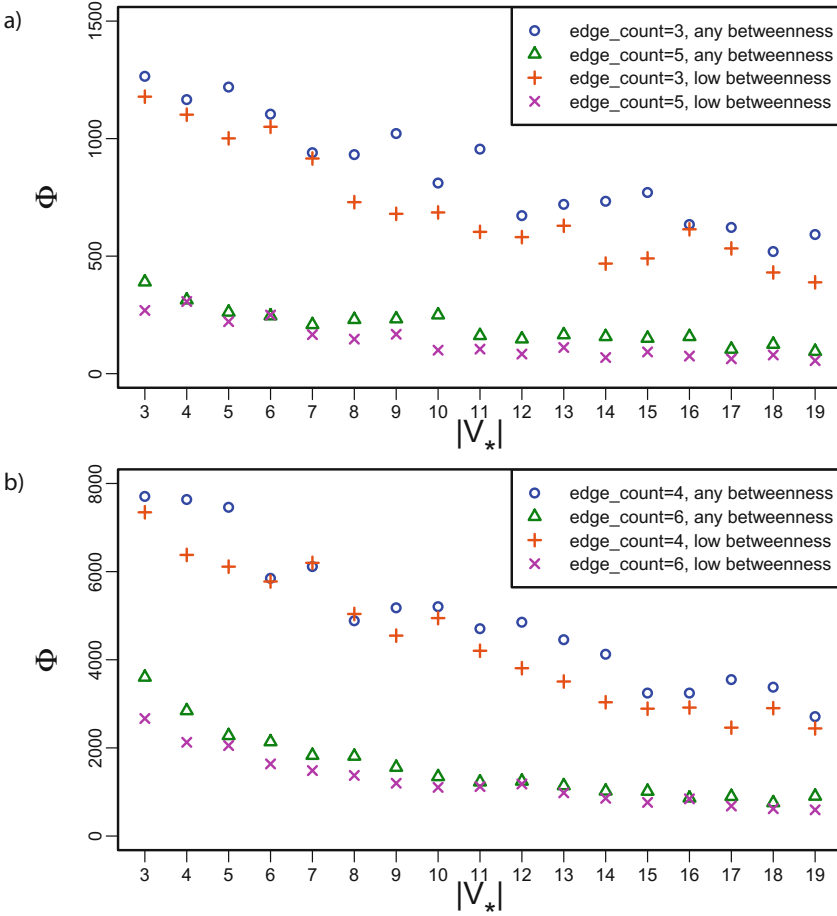 a)
1500
1000
500
0
Φ
edge_count=3, any betweenness
edge_count=5, any betweenness
edge_count=3, low betweenness
edge_count=5, low betweenness
3 4 5 6 7 8 9 10 11 12 13 14 15 16 17 18 19
|V_*|
b)
8000
6000
4000
2000
0
Φ
edge_count=4, any betweenness
edge_count=6, any betweenness
edge_count=4, low betweenness
edge_count=6, low betweenness
3 4 5 6 7 8 9 10 11 12 13 14 15 16 17 18 19
|V_*|